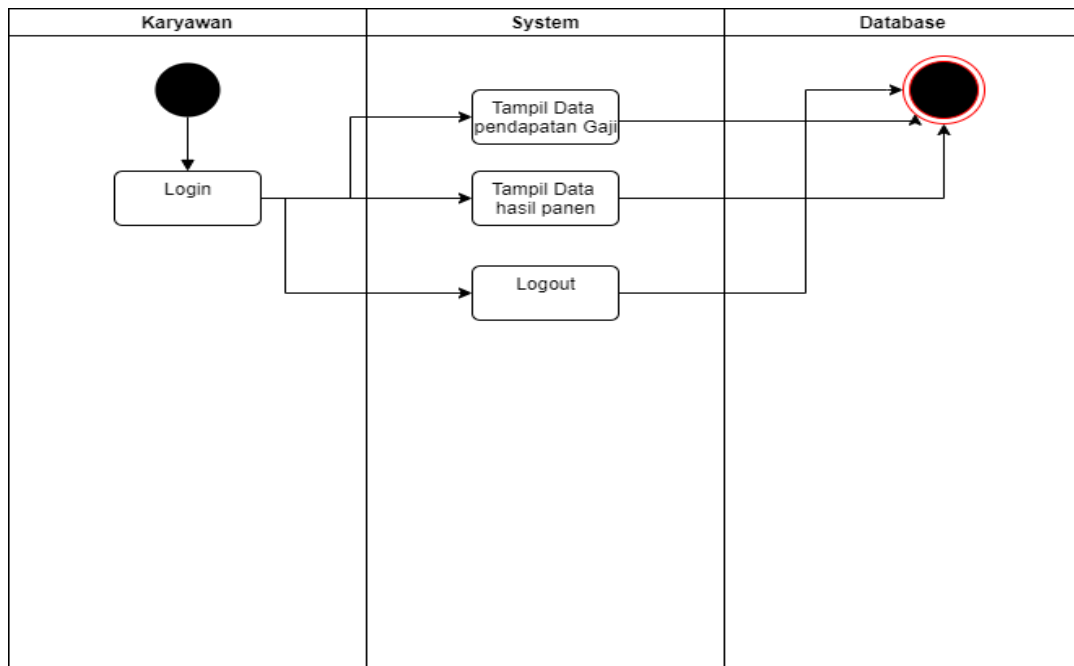 Karyawan
System
Database
Tampil Data
pendapatan Gaji
Login
Tampil Data
hasil panen
Logout